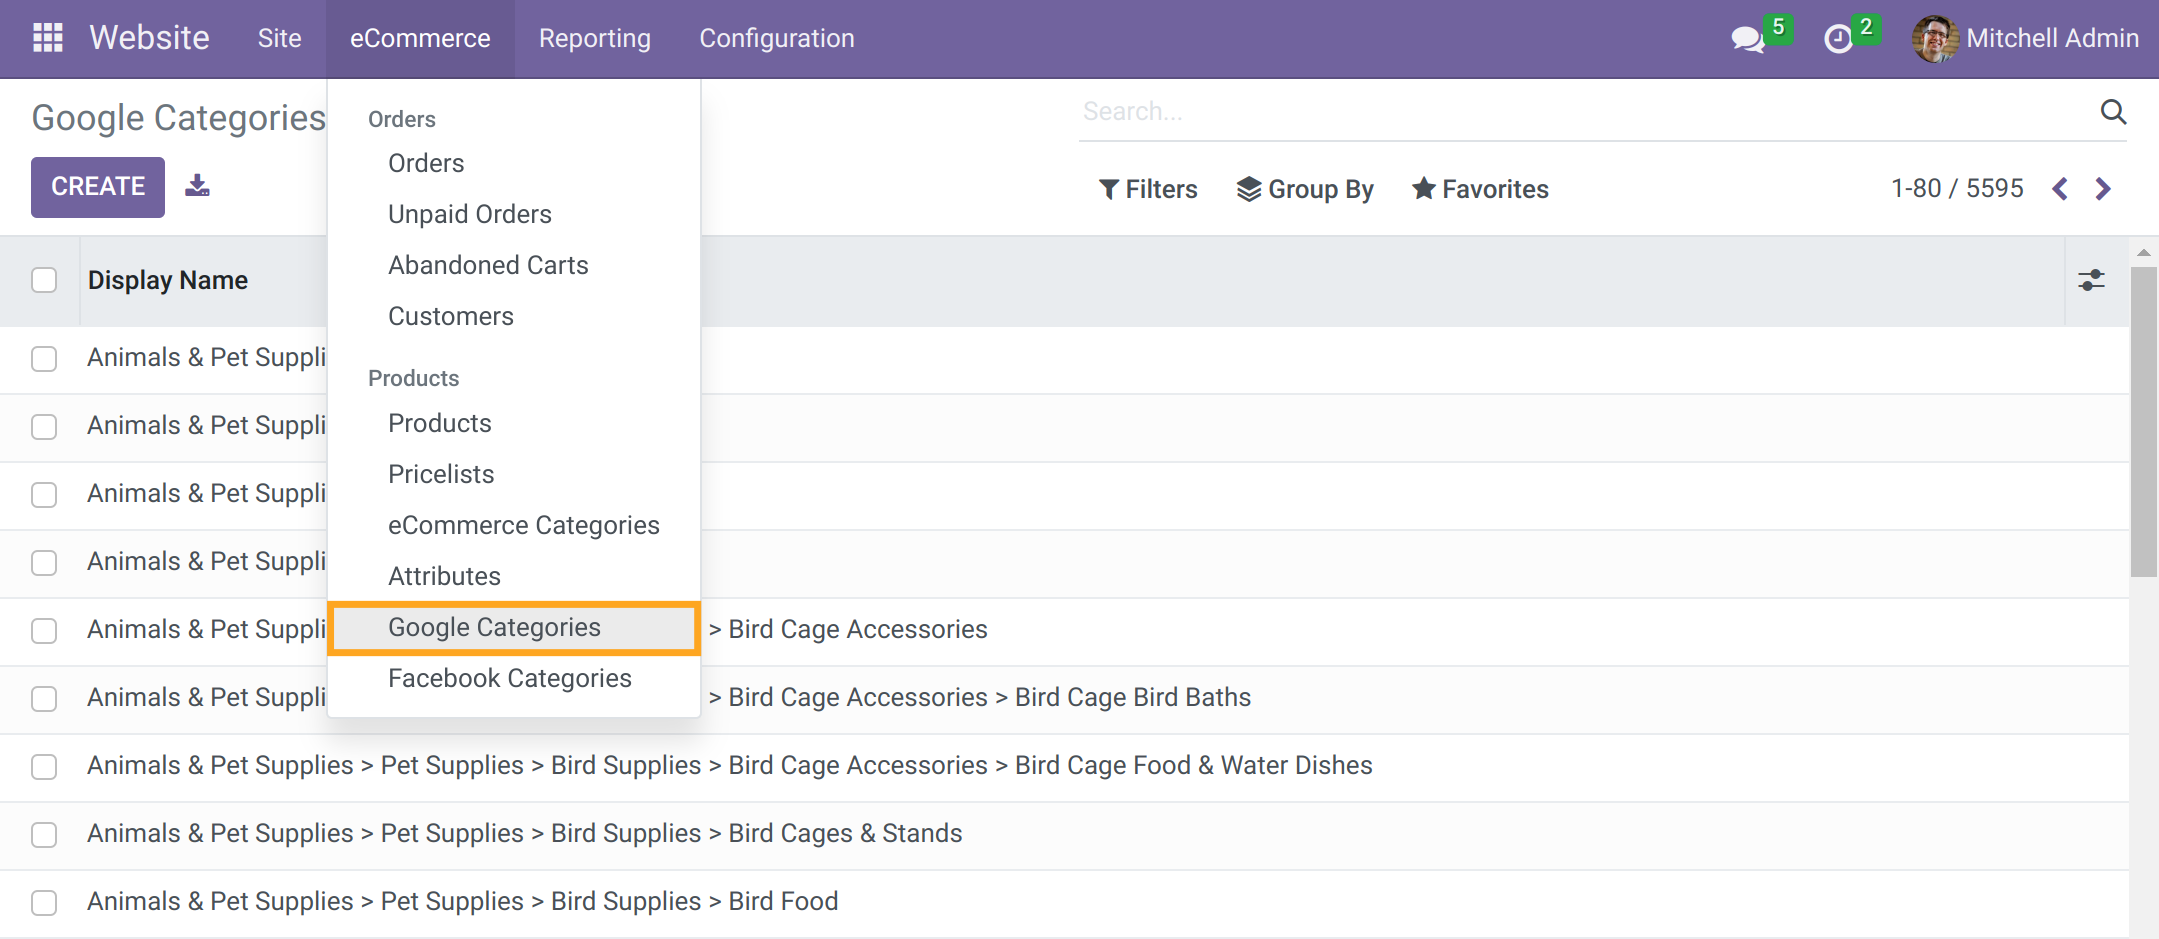 Website Site eCommerce Reporting Configuration 5 2 Mitchell Admin
Google Categories
Search...
CREATE
Filters Group By Favorites 1-80 / 5595
Orders
Orders
Unpaid Orders
Abandoned Carts
Customers
Products
Products
Pricelists
eCommerce Categories
Attributes
Google Categories
Facebook Categories
Display Name
Animals & Pet Suppli
Animals & Pet Suppli
Animals & Pet Suppli
Animals & Pet Suppli
Animals & Pet Suppli > Bird Cage Accessories
Animals & Pet Suppli > Bird Cage Accessories > Bird Cage Bird Baths
Animals & Pet Supplies > Pet Supplies > Bird Supplies > Bird Cage Accessories > Bird Cage Food & Water Dishes
Animals & Pet Supplies > Pet Supplies > Bird Supplies > Bird Cages & Stands
Animals & Pet Supplies > Pet Supplies > Bird Supplies > Bird Food